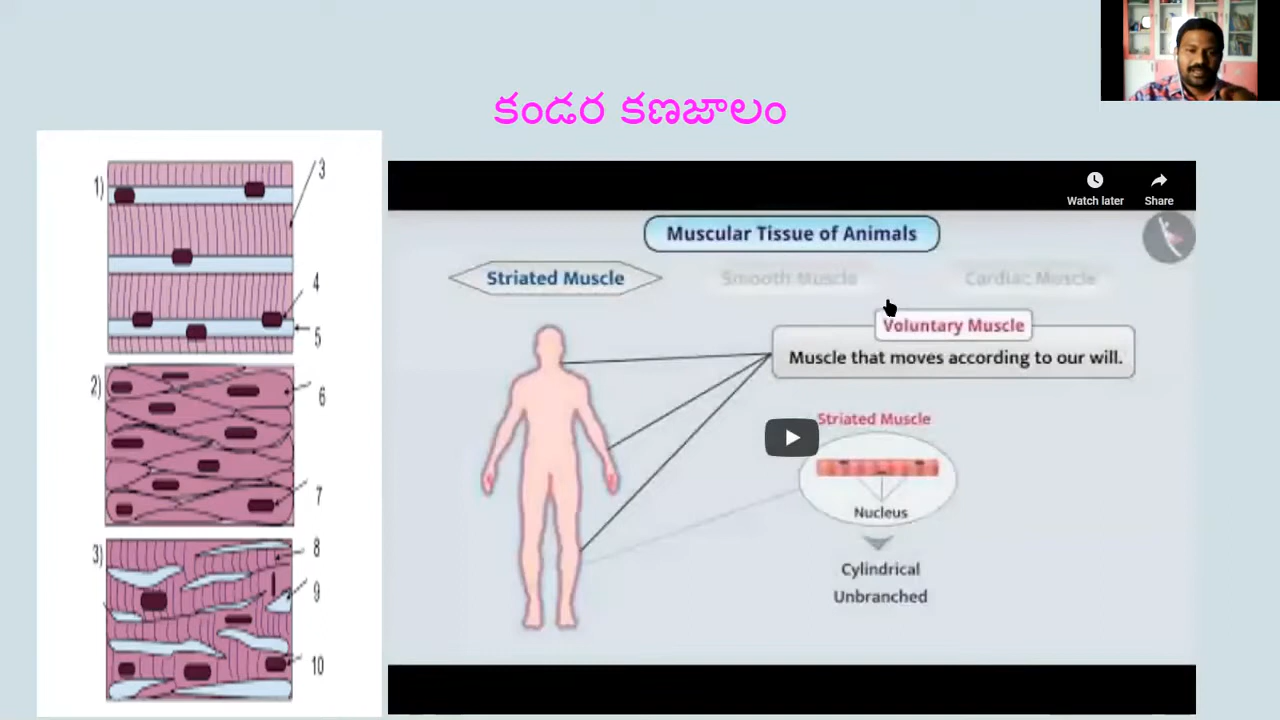 కండర కణజాలం
1)
3
4
5
2)
6
7
3)
8
9
10
Watch later
Share
Muscular Tissue of Animals
Striated Muscle
Smooth Muscle
Cardiac Muscle
Voluntary Muscle
Muscle that moves according to our will.
Striated Muscle
Nucleus
Cylindrical
Unbranched